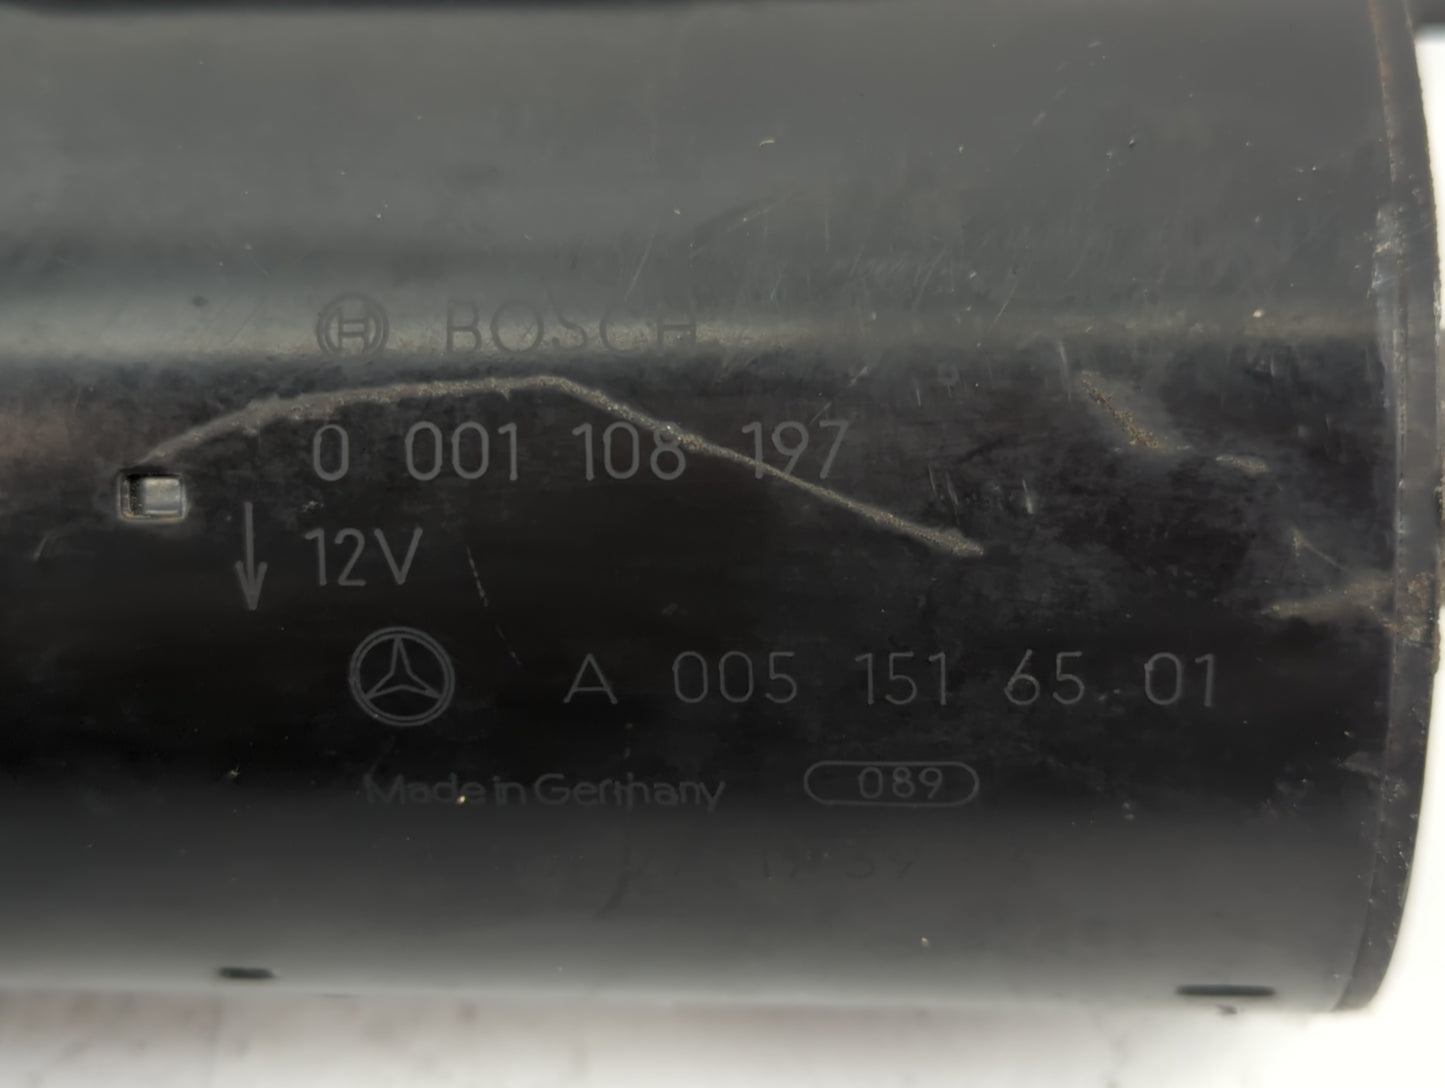 BOSCH
0 001 108 197
12V
A 005 151 65 01
Made in Germany 089